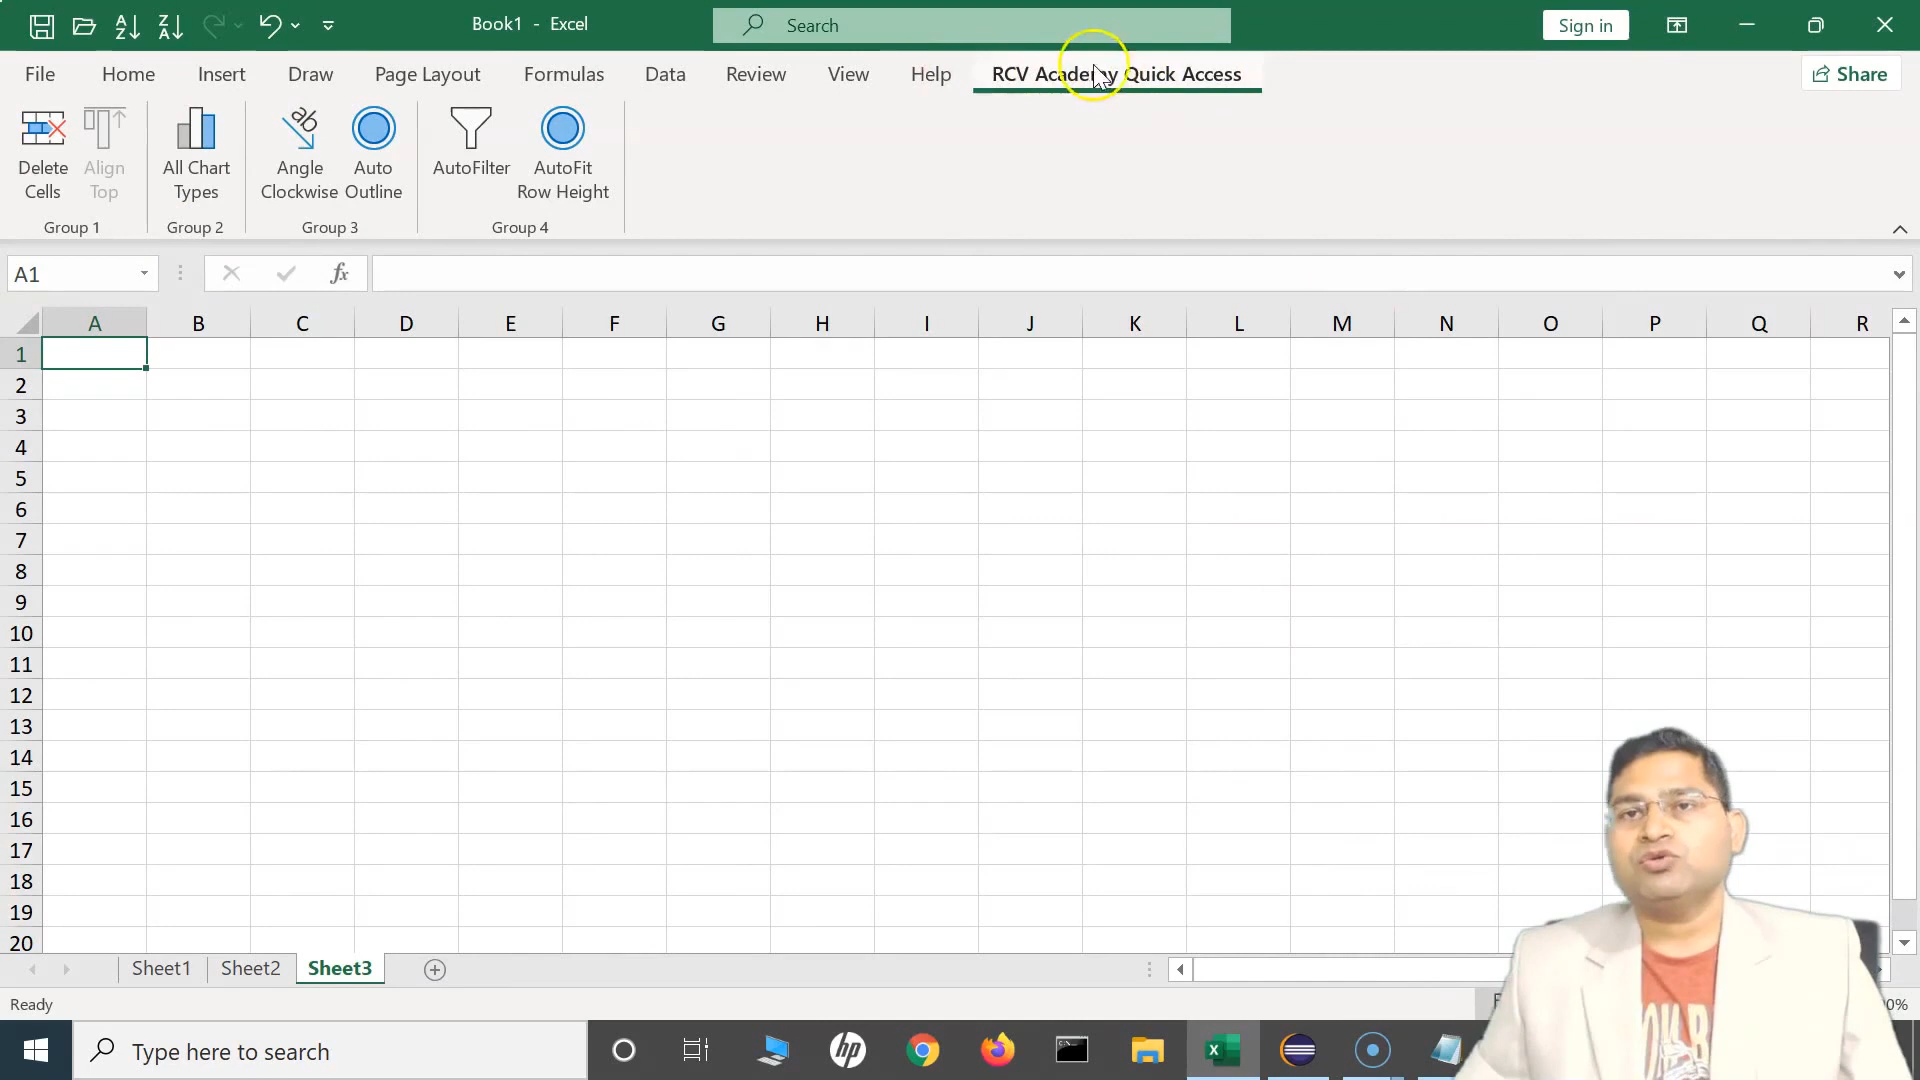 Book1 - Excel
Search
Sign in
File Home Insert Draw Page Layout Formulas Data Review View Help RCV Academy Quick Access
Share
Delete Cells
Align Top
All Chart Types
Angle Clockwise
Auto Outline
AutoFilter
AutoFit Row Height
Group 1 Group 2 Group 3 Group 4
A1
fx
A B C D E F G H I J K L M N O P Q R
1
2
3
4
5
6
7
8
9
10
11
12
13
14
15
16
17
18
19
20
Sheet1 Sheet2 Sheet3
Ready
Type here to search
hp